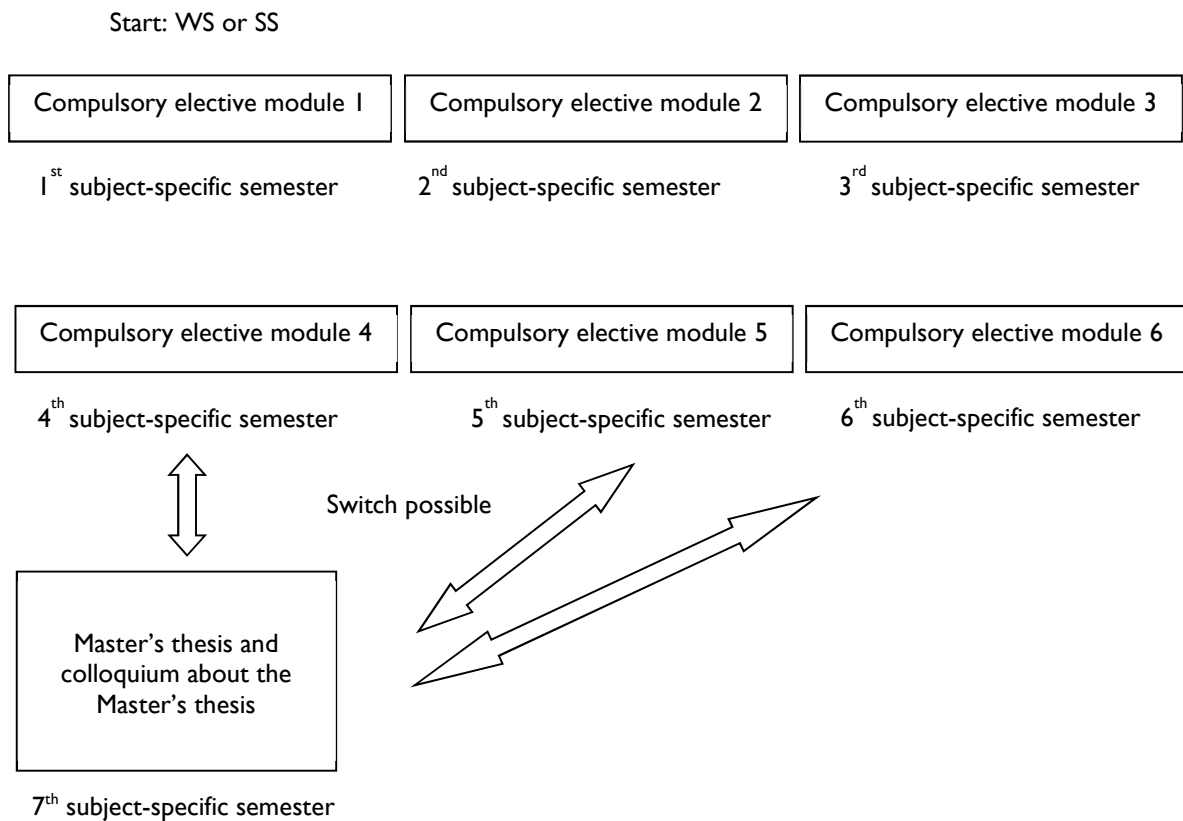 Start: WS or SS
Compulsory elective module 1
Compulsory elective module 2
Compulsory elective module 3
1st subject-specific semester
2nd subject-specific semester
3rd subject-specific semester
Compulsory elective module 4
Compulsory elective module 5
Compulsory elective module 6
4th subject-specific semester
5th subject-specific semester
6th subject-specific semester
Switch possible
Master’s thesis and
colloquium about the
Master’s thesis
7th subject-specific semester